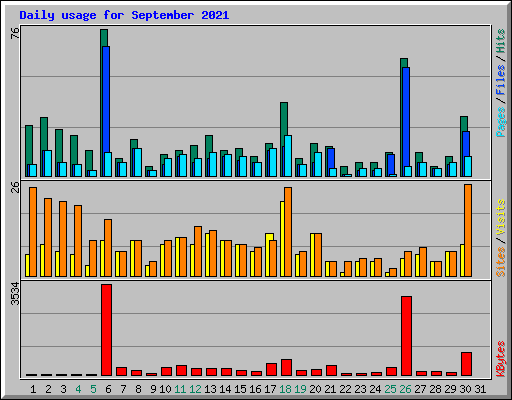 Daily usage for September 2021
76
Pages / Files / Hits
26
Sites / Visits
3534
KBytes
1 2 3 4 5 6 7 8 9 10 11 12 13 14 15 16 17 18 19 20 21 22 23 24 25 26 27 28 29 30 31